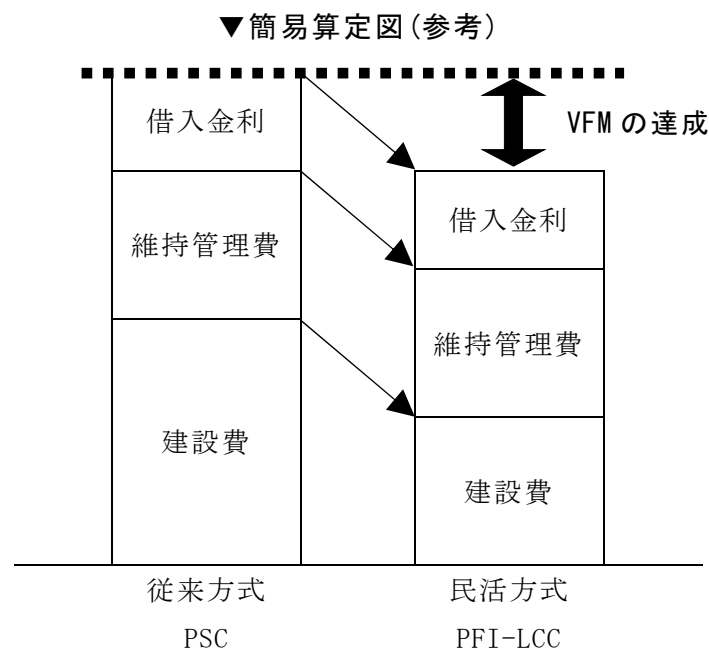 ▼簡易算定図(参考)
借入金利
VFMの達成
維持管理費
借入金利
維持管理費
建設費
建設費
従来方式
民活方式
PSC
PFI-LCC